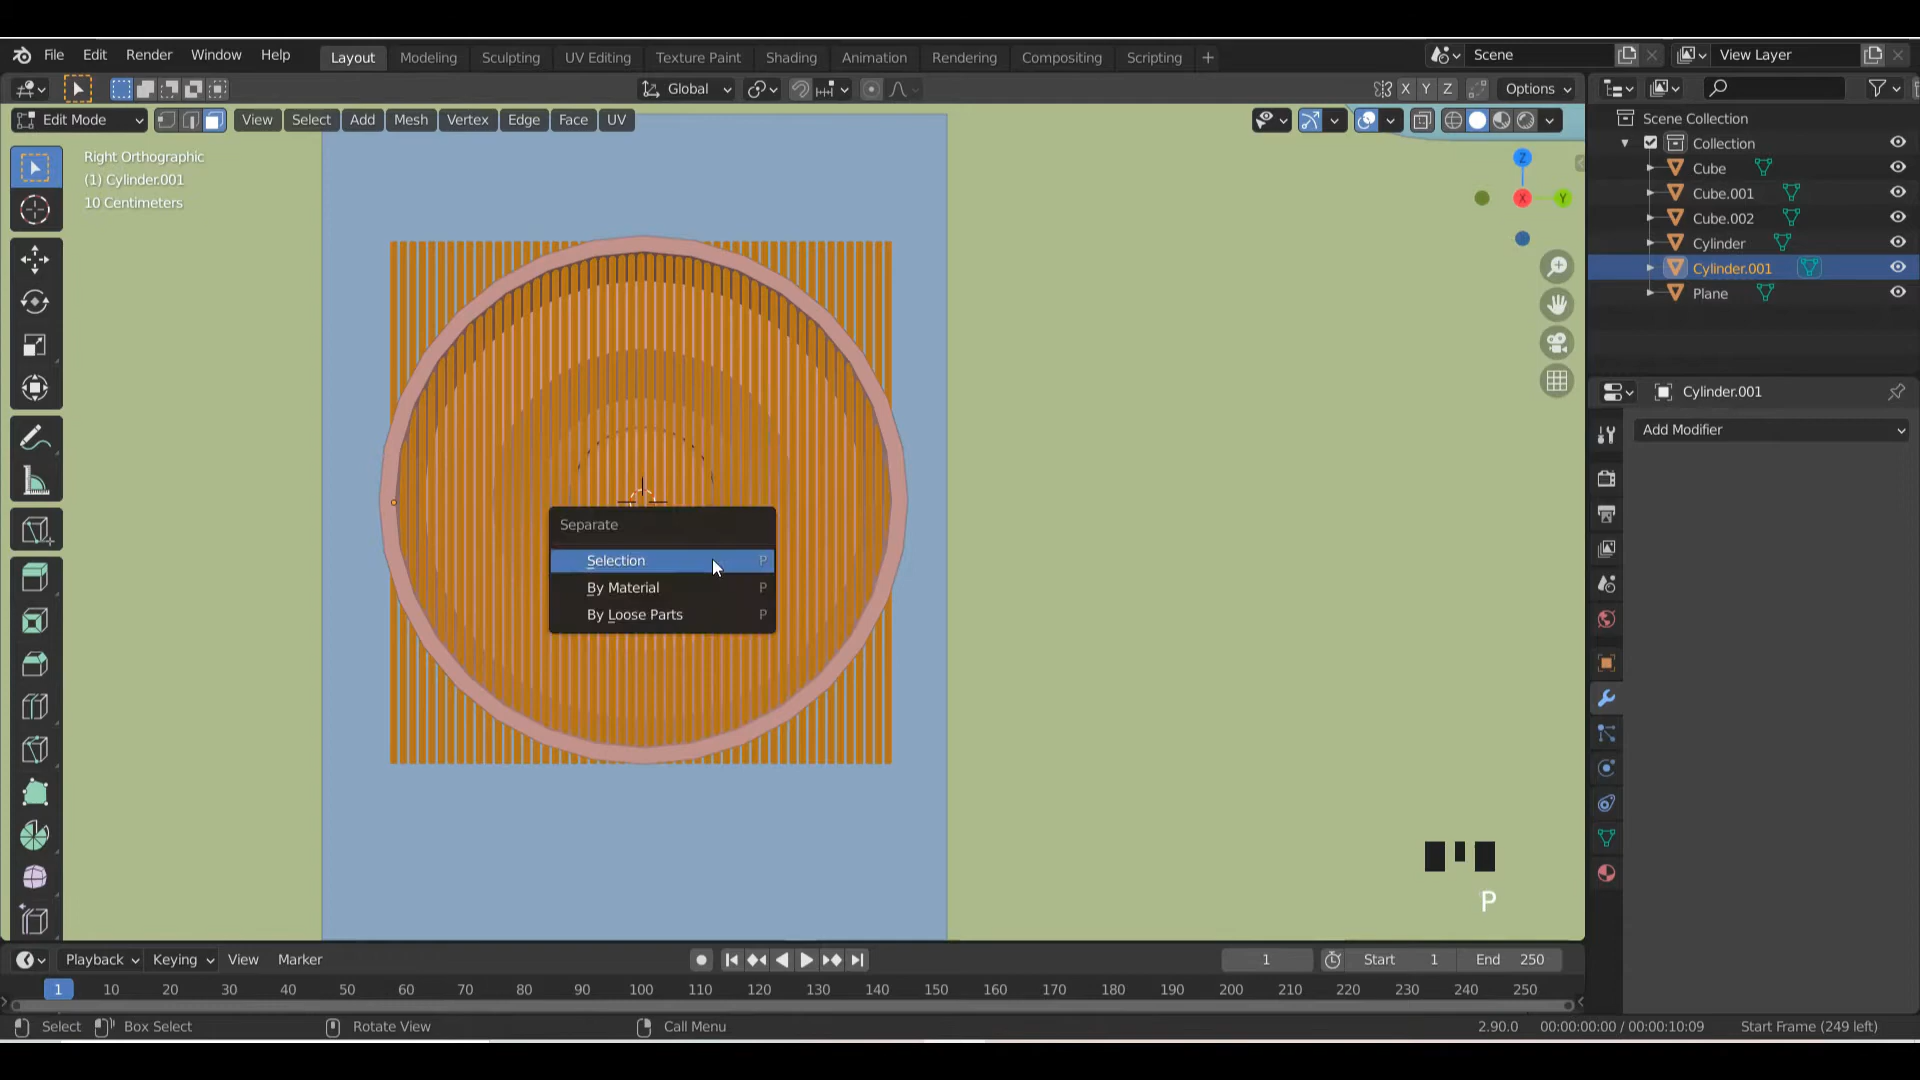 File Edit Render Window Help Layout Modeling Sculpting UV Editing Texture Paint Shading Animation Rendering Compositing Scripting + Scene View Layer
Global X Y Z Options
Edit Mode View Select Add Mesh Vertex Edge Face UV
Right Orthographic
(1) Cylinder.001
10 Centimeters
Z
X
Y
Separate
Selection P
By Material P
By Loose Parts P
P
Scene Collection
Collection
Cube
Cube.001
Cube.002
Cylinder
Cylinder.001
Plane
Cylinder.001
Add Modifier
Playback Keying View Marker 1 Start 1 End 250
1 10 20 30 40 50 60 70 80 90 100 110 120 130 140 150 160 170 180 190 200 210 220 230 240 250
Select Box Select Rotate View Call Menu 2.90.0 00:00:00:00 / 00:00:10:09 Start Frame (249 left)